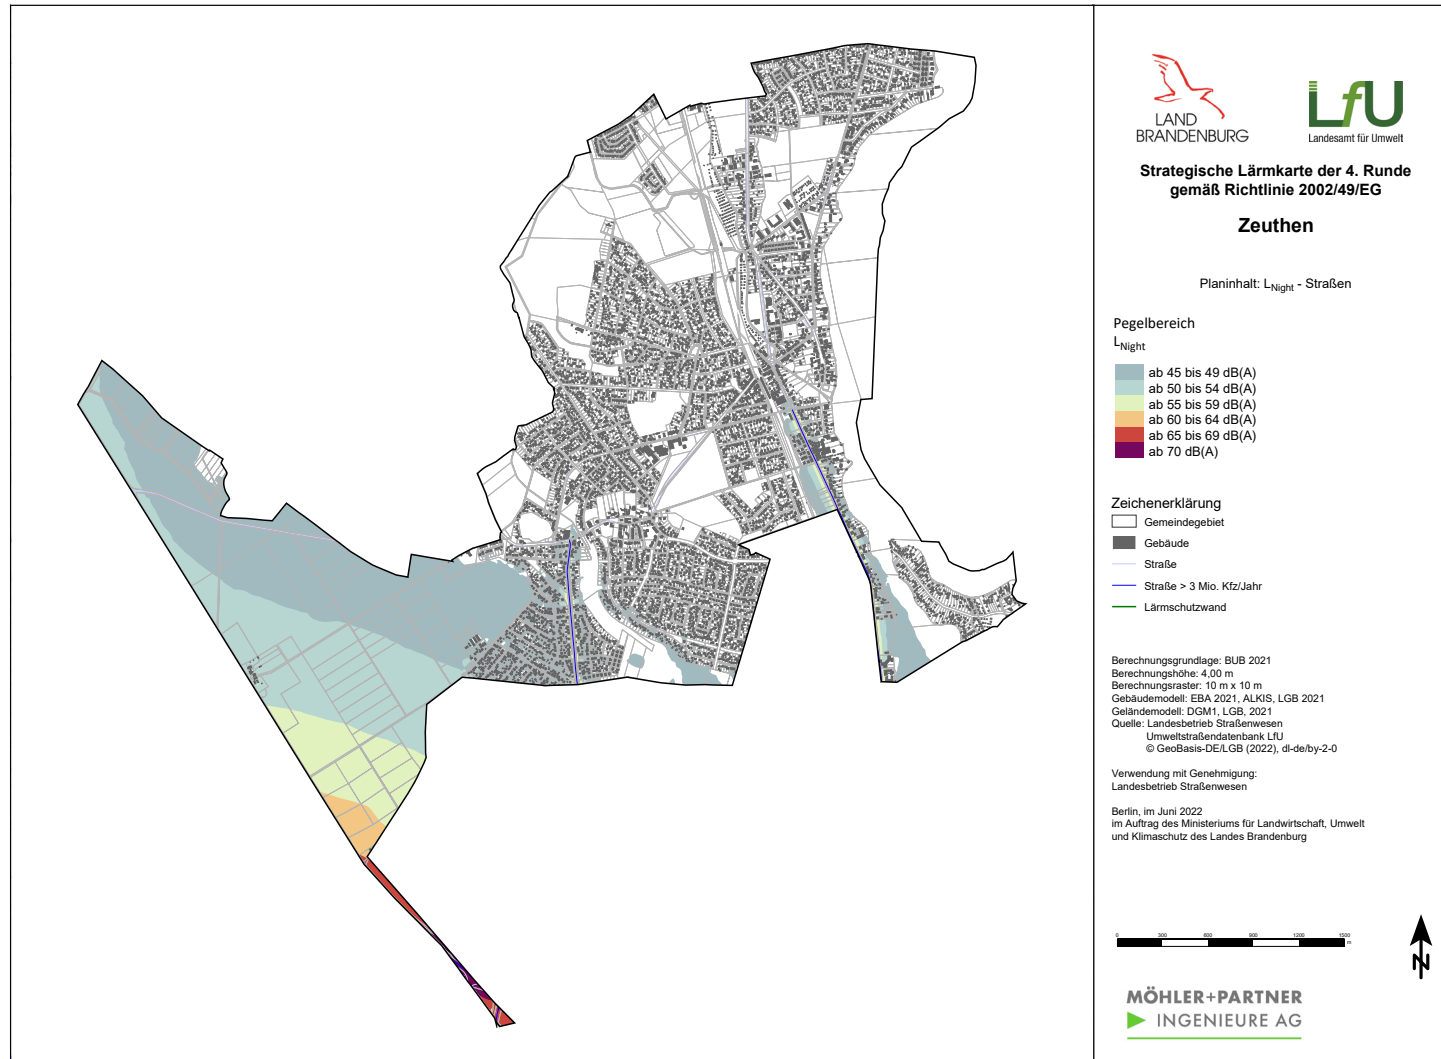 LAND
BRANDENBURG
LfU
Landesamt für Umwelt
Strategische Lärmkarte der 4. Runde
gemäß Richtlinie 2002/49/EG
Zeuthen
Planinhalt: LNight - Straßen
Pegelbereich
LNight
ab 45 bis 49 dB(A)
ab 50 bis 54 dB(A)
ab 55 bis 59 dB(A)
ab 60 bis 64 dB(A)
ab 65 bis 69 dB(A)
ab 70 dB(A)
Zeichenerklärung
Gemeindegebiet
Gebäude
Straße
Straße > 3 Mio. Kfz/Jahr
Lärmschutzwand
Berechnungsgrundlage: BUB 2021
Berechnungshöhe: 4,00 m
Berechnungsraster: 10 m x 10 m
Gebäudemodell: EBA 2021, ALKIS, LGB 2021
Geländemodell: DGM1, LGB, 2021
Quelle: Landesbetrieb Straßenwesen
Umweltstraßendatenbank LfU
© GeoBasis-DE/LGB (2022), dl-de/by-2-0
Verwendung mit Genehmigung:
Landesbetrieb Straßenwesen
Berlin, im Juni 2022
im Auftrag des Ministeriums für Landwirtschaft, Umwelt
und Klimaschutz des Landes Brandenburg
0 300 600 900 1200 1500
m
N
MÖHLER+PARTNER
INGENIEURE AG